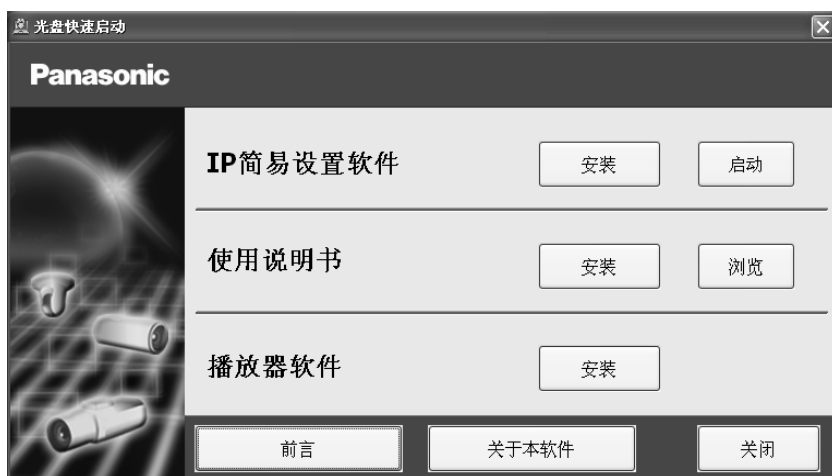 光盘快速启动
Panasonic
IP简易设置软件 安装 启动
使用说明书 安装 浏览
播放器软件 安装
前言 关于本软件 关闭